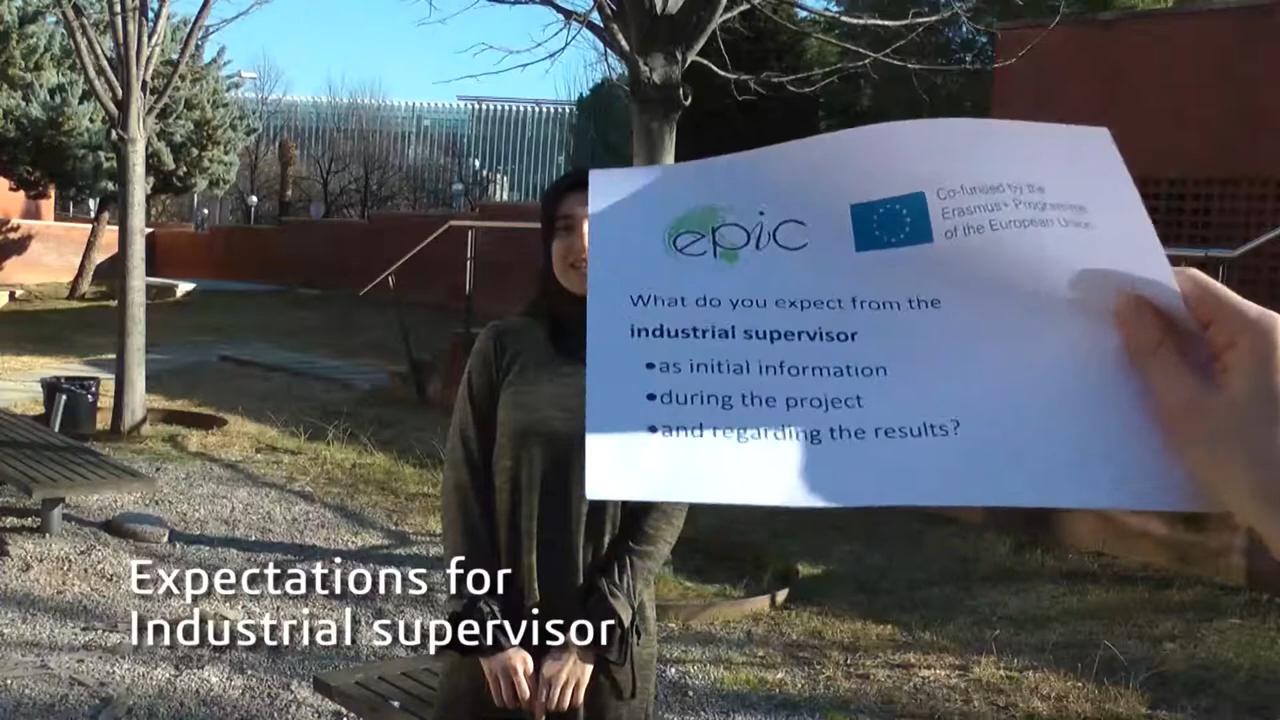 epic
Co-funded by the
Erasmus+ Programme
of the European Union
What do you expect from the
industrial supervisor
•as initial information
•during the project
•and regarding the results?
Expectations for
Industrial supervisor